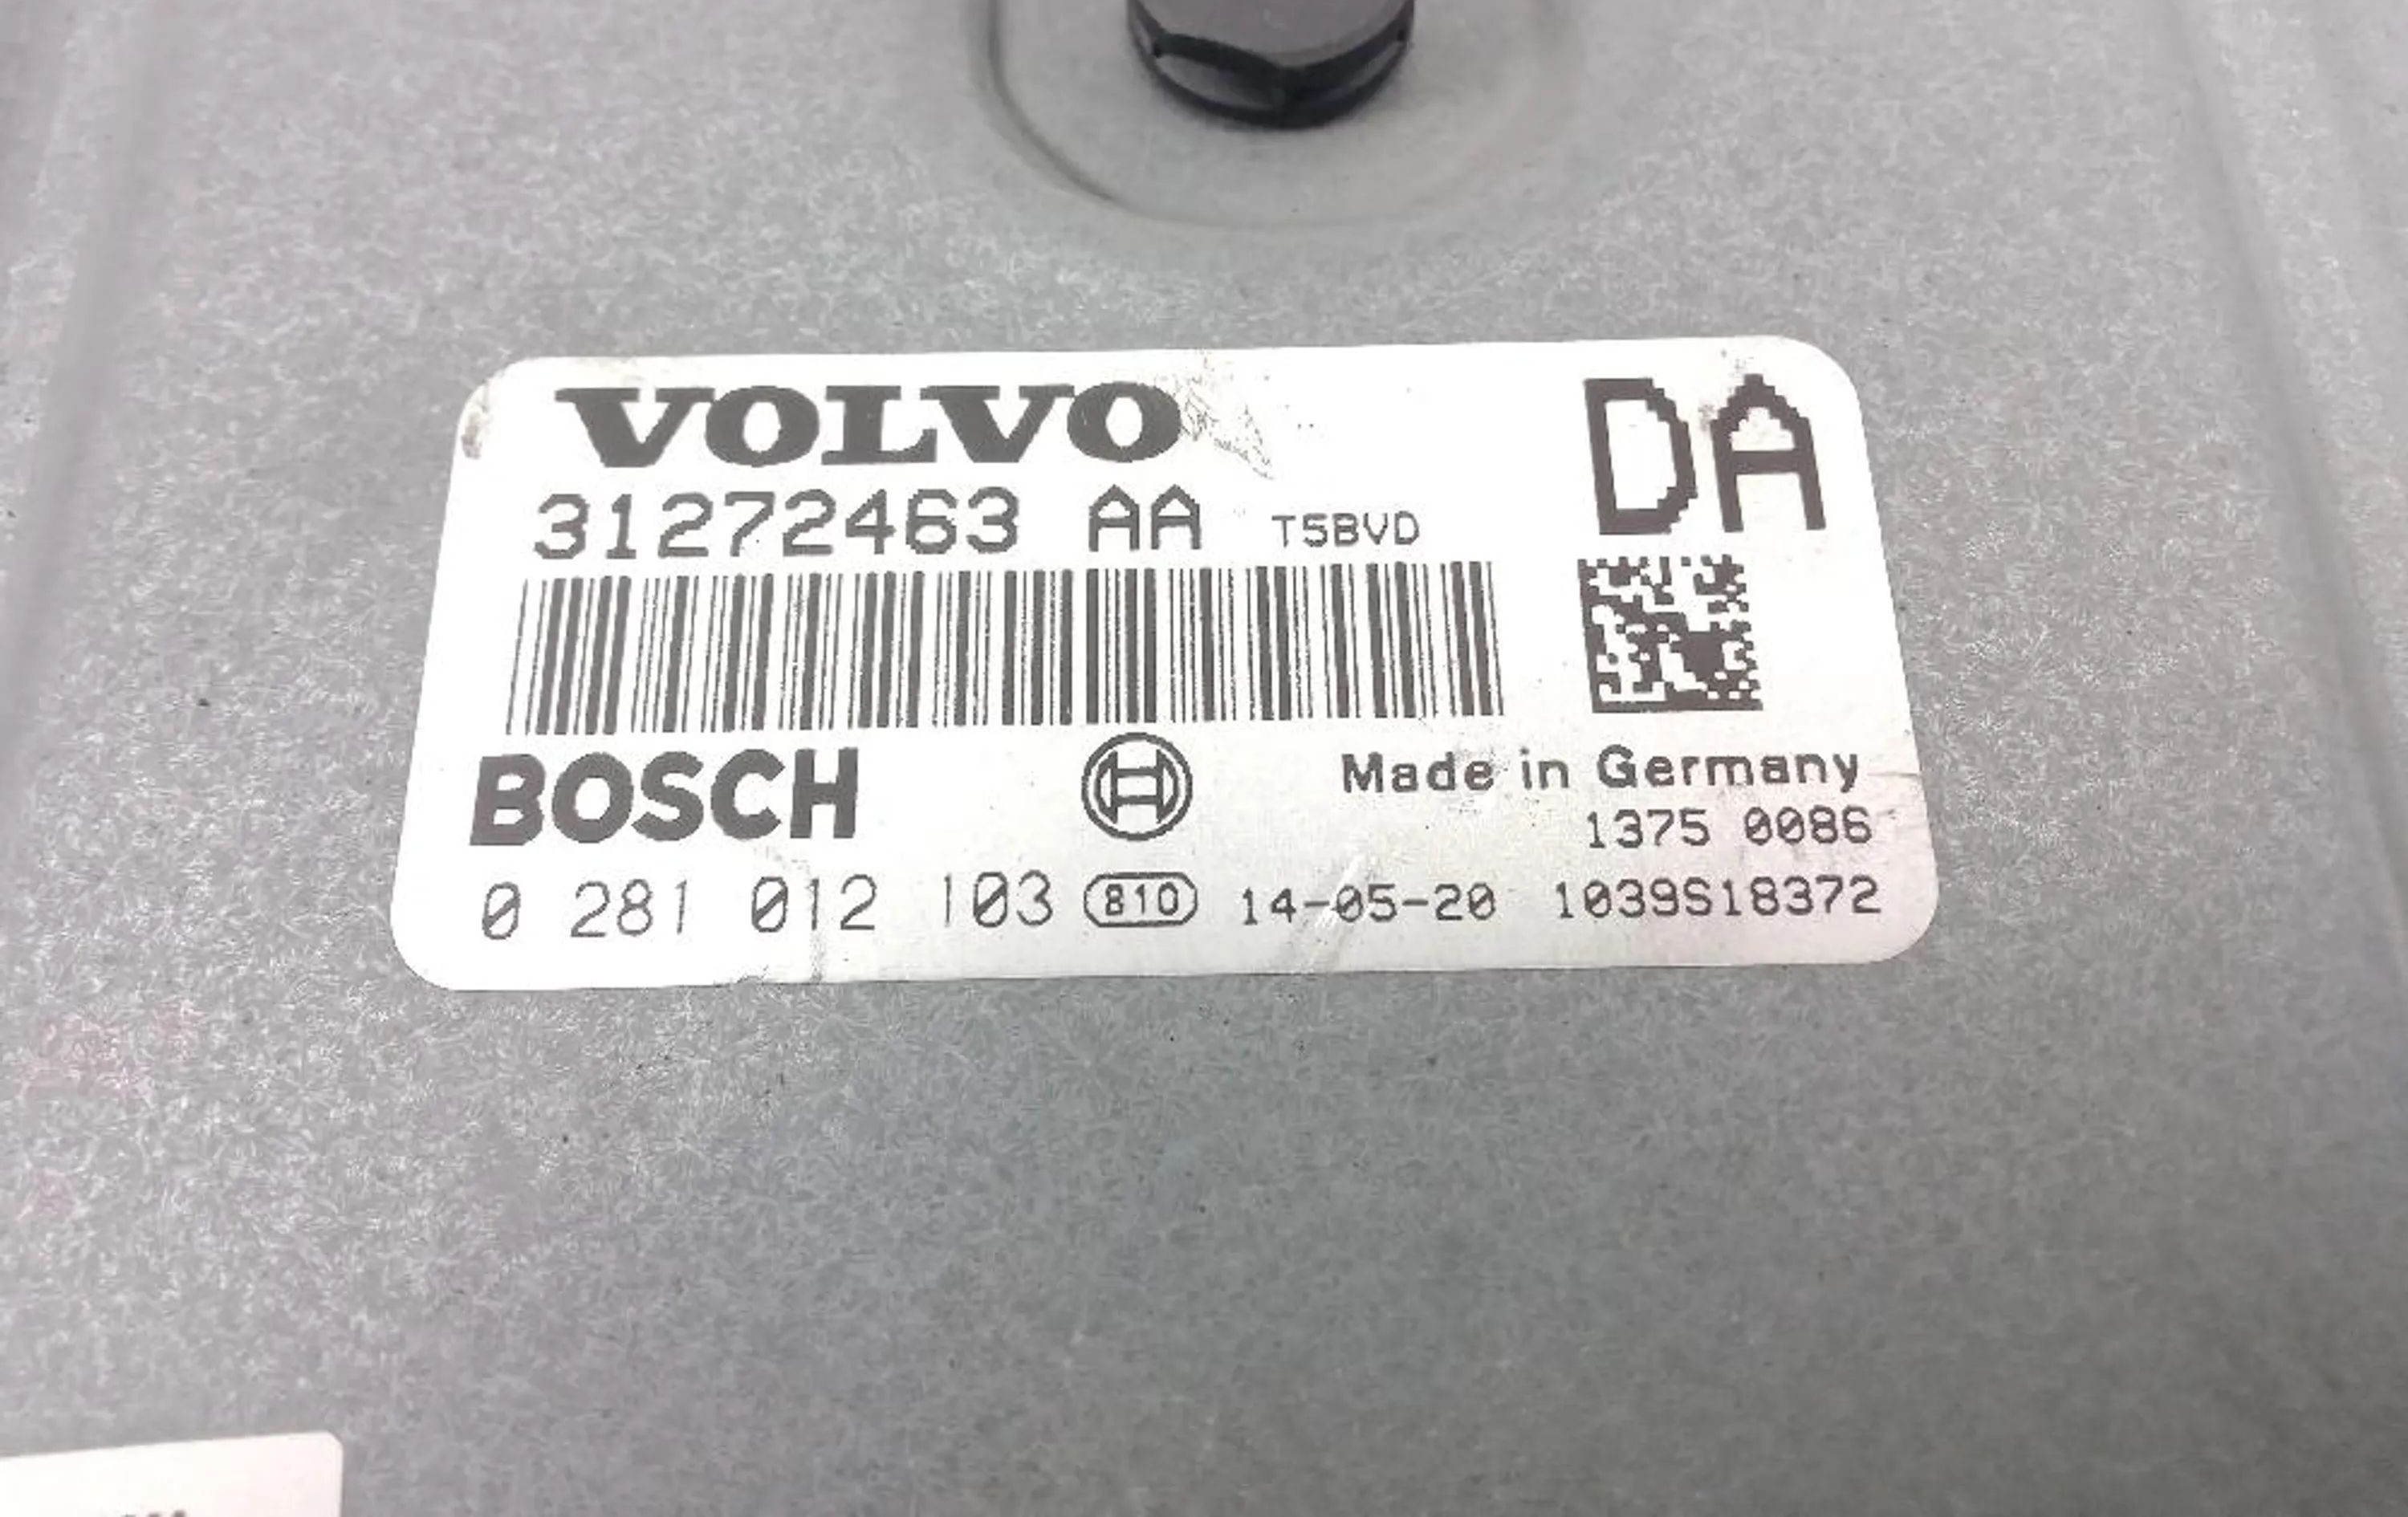 VOLVO
DA
31272463 AA T5BVD
BOSCH
Made in Germany
1375 0086
0 281 012 103 810 14-05-20 1039S18372